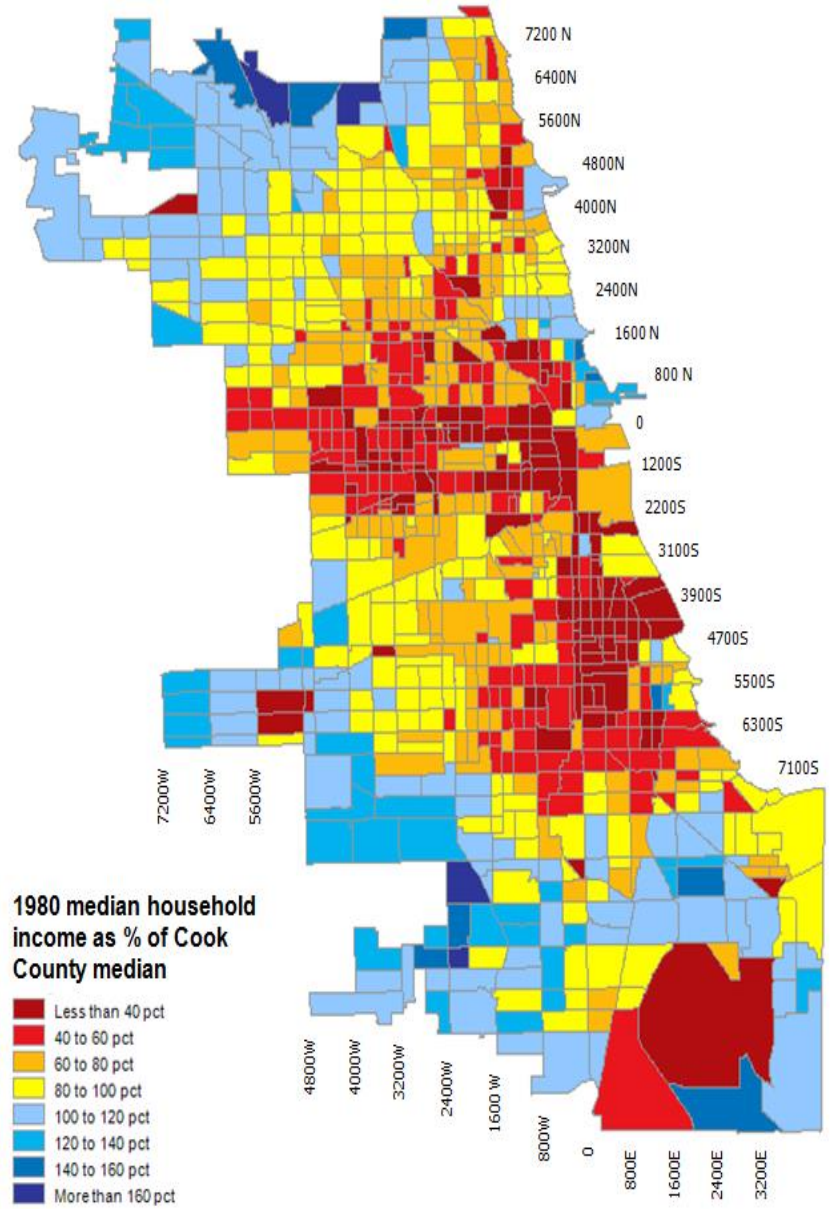 7200 N
6400N
5600N
4800N
4000N
3200N
2400N
1600 N
800 N
0
1200S
2200S
3100S
3900S
4700S
5500S
6300S
7100S
7200W
6400W
5600W
1980 median household
income as % of Cook
County median
Less than 40 pct
40 to 60 pct
60 to 80 pct
80 to 100 pct
100 to 120 pct
120 to 140 pct
140 to 160 pct
More than 160 pct
4800W
4000W
3200W
2400W
1600 W
800W
0
800E
1600E
2400E
3200E